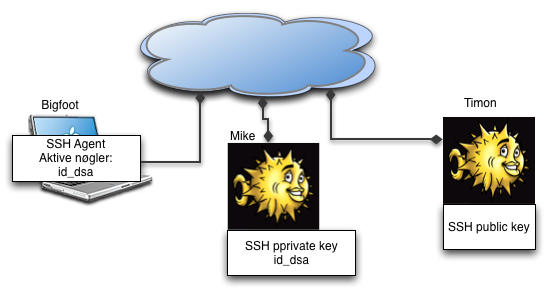 Bigfoot
SSH Agent
Aktive nøgler:
id_dsa
Mike
SSH pprivate key
id_dsa
Timon
SSH public key